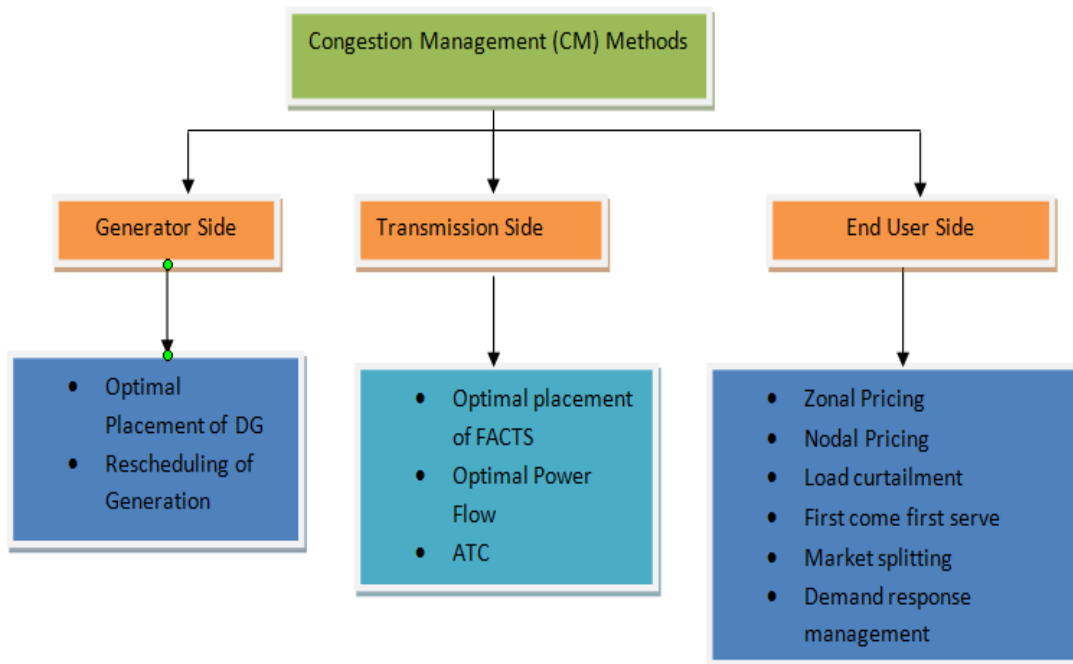 Congestion Management (CM) Methods
Generator Side
Transmission Side
End User Side
• Optimal
Placement of DG
• Rescheduling of
Generation
• Optimal placement
of FACTS
• Optimal Power
Flow
• ATC
• Zonal Pricing
• Nodal Pricing
• Load curtailment
• First come first serve
• Market splitting
• Demand response
management